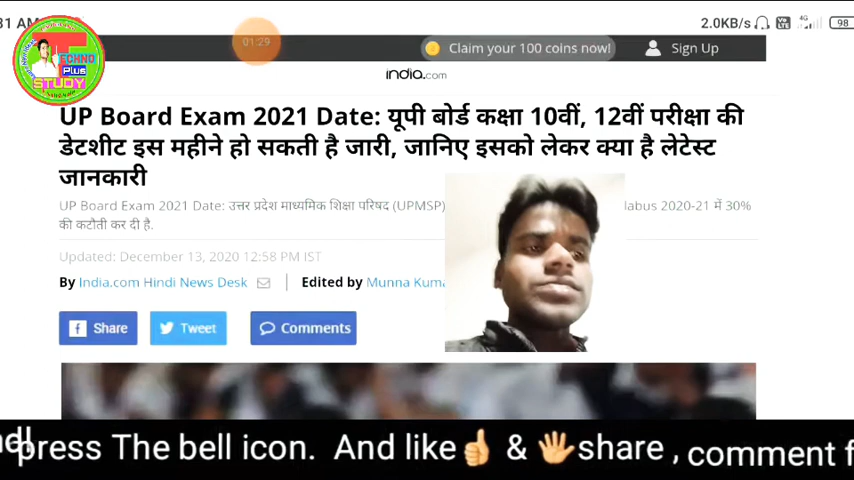 31 AM
2.0KB/s 4G 98
01:29
Claim your 100 coins now!
Sign Up
TECHNO
Plus
STUDY
india.com
UP Board Exam 2021 Date: यूपी बोर्ड कक्षा 10वीं, 12वीं परीक्षा की
डेटशीट इस महीने हो सकती है जारी, जानिए इसको लेकर क्या है लेटेस्ट
जानकारी
UP Board Exam 2021 Date: उत्तर प्रदेश माध्यमिक शिक्षा परिषद (UPMSP) labus 2020-21 में 30%
की कटौती कर दी है.
Updated: December 13, 2020 12:58 PM IST
By India.com Hindi News Desk Edited by Munna Kuma
Share
Tweet
Comments
press The bell icon. And like👍 & 👋share , comment f